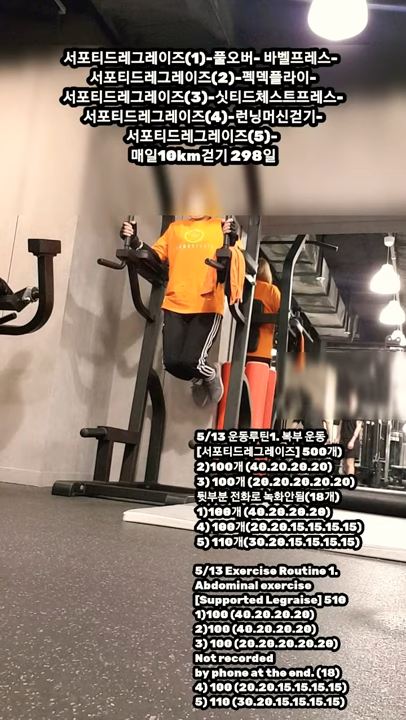 서포티드레그레이즈(1)-풀오버- 바벨프레스-
서포티드레그레이즈(2)-펙덱플라이-
서포티드레그레이즈(3)-싯티드체스트프레스-
서포티드레그레이즈(4)-런닝머신걷기-
서포티드레그레이즈(5)-
매일10km걷기 298일
5/13 운동루틴1. 복부 운동
[서포티드레그레이즈] 500개)
2)100개 (40.20.20.20)
3) 100개 (20.20.20.20.20)
뒷부분 전화로 녹화안됨(18개)
1)100개 (40.20.20.20)
4) 100개(20.20.15.15.15.15)
5) 110개(30.20.15.15.15.15)
5/13 Exercise Routine 1.
Abdominal exercise
[Supported Legraise] 510
1)100 (40.20.20.20)
2)100 (40.20.20.20)
3) 100 (20.20.20.20.20)
Not recorded
by phone at the end. (18)
4) 100 (20.20.15.15.15.15)
5) 110 (30.20.15.15.15.15)